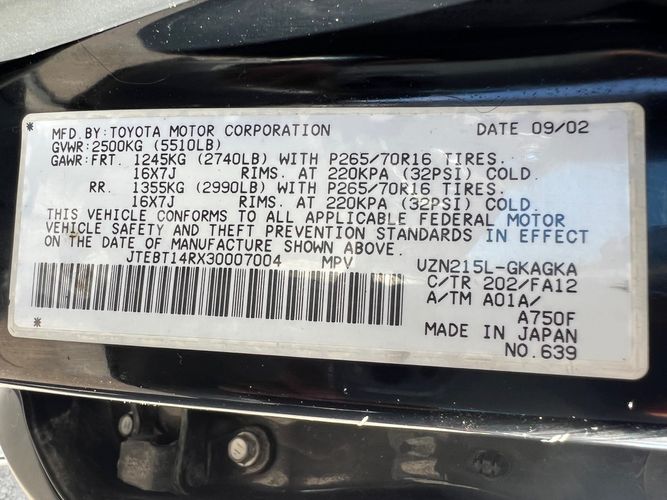 MFD.BY:TOYOTA MOTOR CORPORATION DATE 09/02
GVWR:2500KG (5510LB)
GAWR:FRT. 1245KG (2740LB) WITH P265/70R16 TIRES.
16X7J RIMS. AT 220KPA (32PSI) COLD.
RR. 1355KG (2990LB) WITH P265/70R16 TIRES.
16X7J RIMS. AT 220KPA (32PSI) COLD.
THIS VEHICLE CONFORMS TO ALL APPLICABLE FEDERAL MOTOR
VEHICLE SAFETY AND THEFT PREVENTION STANDARDS IN EFFECT
ON THE DATE OF MANUFACTURE SHOWN ABOVE.
JTEBT14RX30007004 MPV UZN215L-GKAGKA
C/TR 202/FA12
A/TM A01A/
A750F
MADE IN JAPAN
NO.639